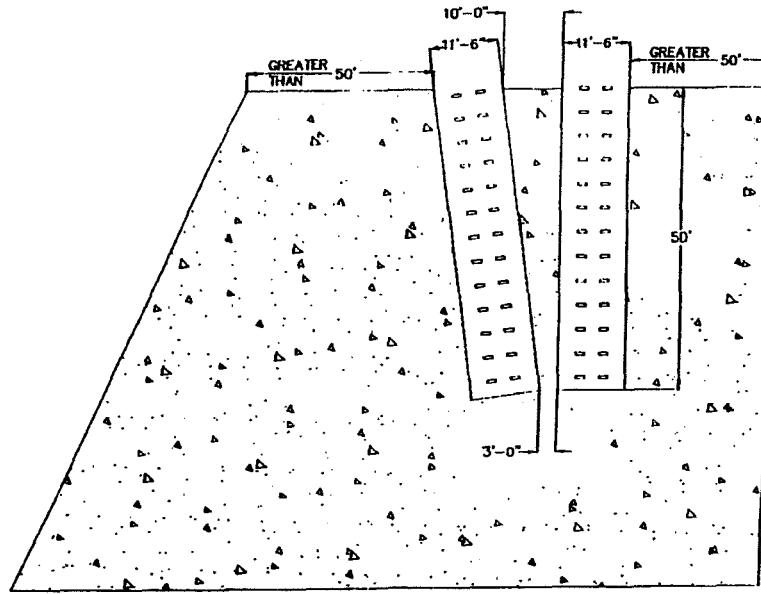 10'-0"
11'-6"
11'-6"
GREATER
THAN 50'
GREATER
THAN 50'
50'
3'-0"